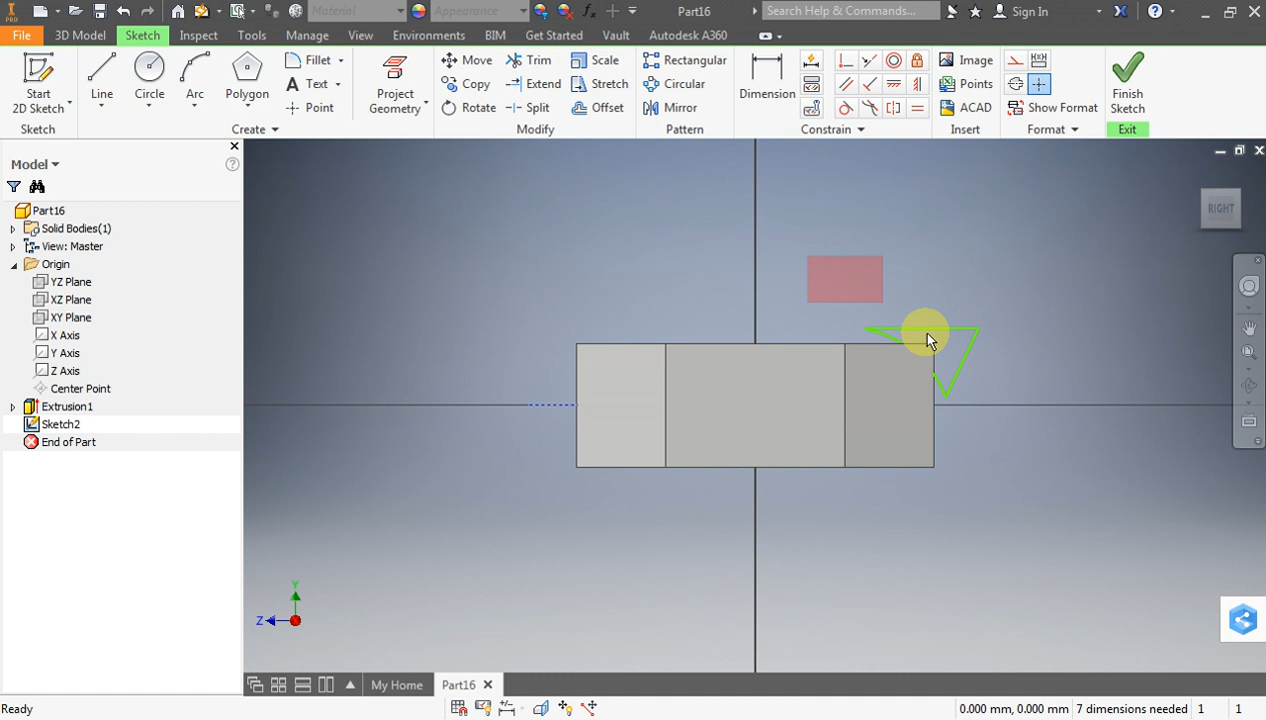 PRO
Material
Appearance
fx
Part16
Search Help & Commands...
Sign In
File
3D Model
Sketch
Inspect
Tools
Manage
View
Environments
BIM
Get Started
Vault
Autodesk A360
Start
2D Sketch
Line
Circle
Arc
Polygon
Fillet
A Text
Point
Project
Geometry
Move
Copy
Rotate
Trim
Extend
Split
Scale
Stretch
Offset
Rectangular
Circular
Mirror
Dimension
Image
Points
ACAD
Show Format
Finish
Sketch
Sketch
Create
Modify
Pattern
Constrain
Insert
Format
Exit
Model
Part16
Solid Bodies(1)
View: Master
Origin
YZ Plane
XZ Plane
XY Plane
X Axis
Y Axis
Z Axis
Center Point
Extrusion1
Sketch2
End of Part
RIGHT
Y
Z
My Home
Part16
Ready
0.000 mm, 0.000 mm
7 dimensions needed
1
1